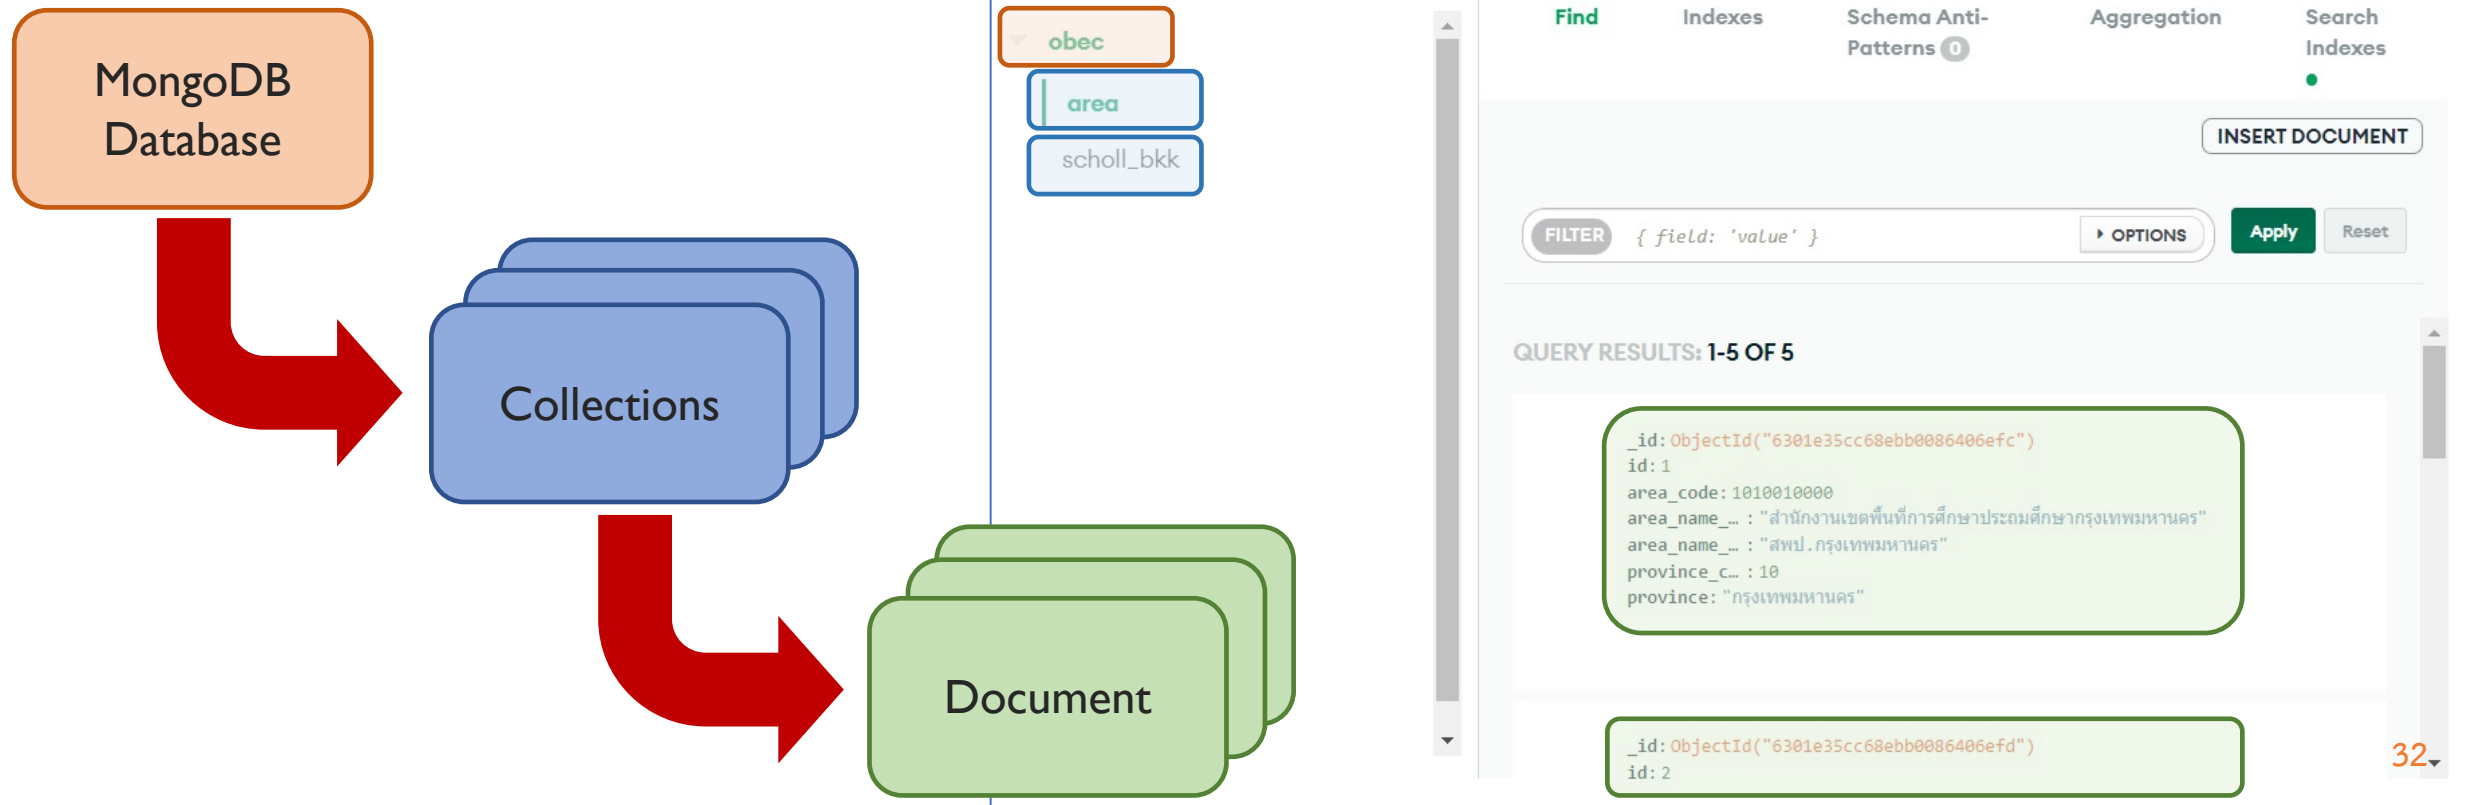 MongoDB
Database
Collections
Document
obec
area
scholl_bkk
Find
Indexes
Schema Anti-
Patterns 0
Aggregation
Search
Indexes
INSERT DOCUMENT
FILTER { field: 'value' }
OPTIONS
Apply
Reset
QUERY RESULTS: 1-5 OF 5
_id: ObjectId("6301e35cc68ebb0086406efc")
id: 1
area_code: 1010010000
area_name_… : "สำนักงานเขตพื้นที่การศึกษาประถมศึกษากรุงเทพมหานคร"
area_name_… : "สพป.กรุงเทพมหานคร"
province_c… : 10
province: "กรุงเทพมหานคร"
_id: ObjectId("6301e35cc68ebb0086406efd")
id: 2
32